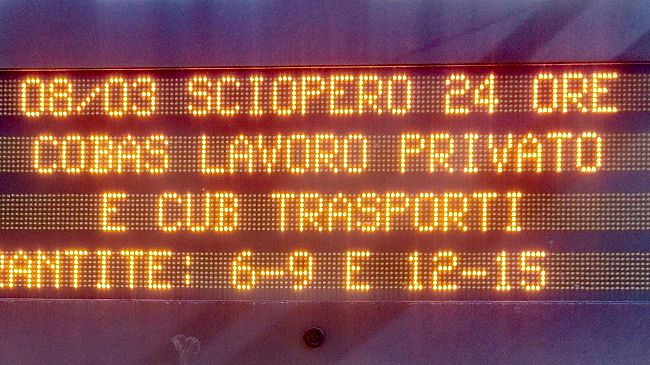 08/03 SCIOPERO 24 ORE
COBAS LAVORO PRIVATO
E CUB TRASPORTI
ANTITE: 6-9 E 12-15